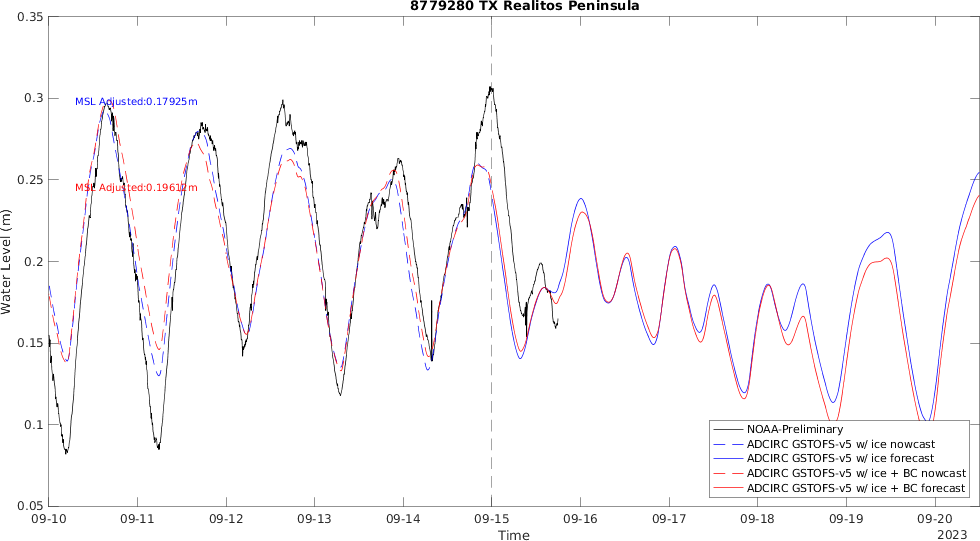 8779280 TX Realitos Peninsula
0.35
0.3
0.25
0.2
0.15
0.1
0.05
Water Level (m)
MSL Adjusted:0.17925m
MSL Adjusted:0.19612m
NOAA-Preliminary
ADCIRC GSTOFS-v5 w/ ice nowcast
ADCIRC GSTOFS-v5 w/ ice forecast
ADCIRC GSTOFS-v5 w/ ice + BC nowcast
ADCIRC GSTOFS-v5 w/ ice + BC forecast
09-10 09-11 09-12 09-13 09-14 09-15 09-16 09-17 09-18 09-19 09-20
Time
2023